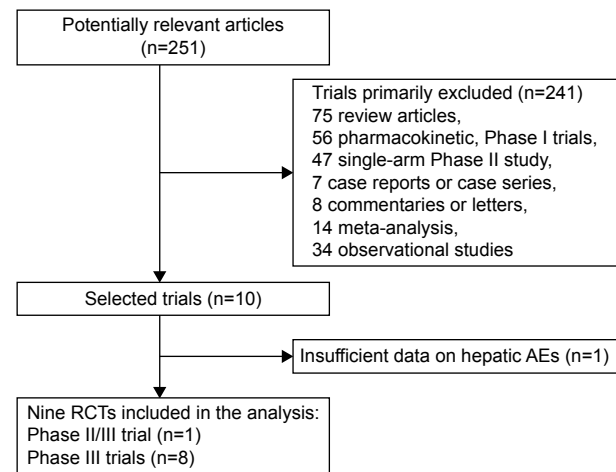 Potentially relevant articles
(n=251)
Trials primarily excluded (n=241)
75 review articles,
56 pharmacokinetic, Phase I trials,
47 single-arm Phase II study,
7 case reports or case series,
8 commentaries or letters,
14 meta-analysis,
34 observational studies
Selected trials (n=10)
Insufficient data on hepatic AEs (n=1)
Nine RCTs included in the analysis:
Phase II/III trial (n=1)
Phase III trials (n=8)